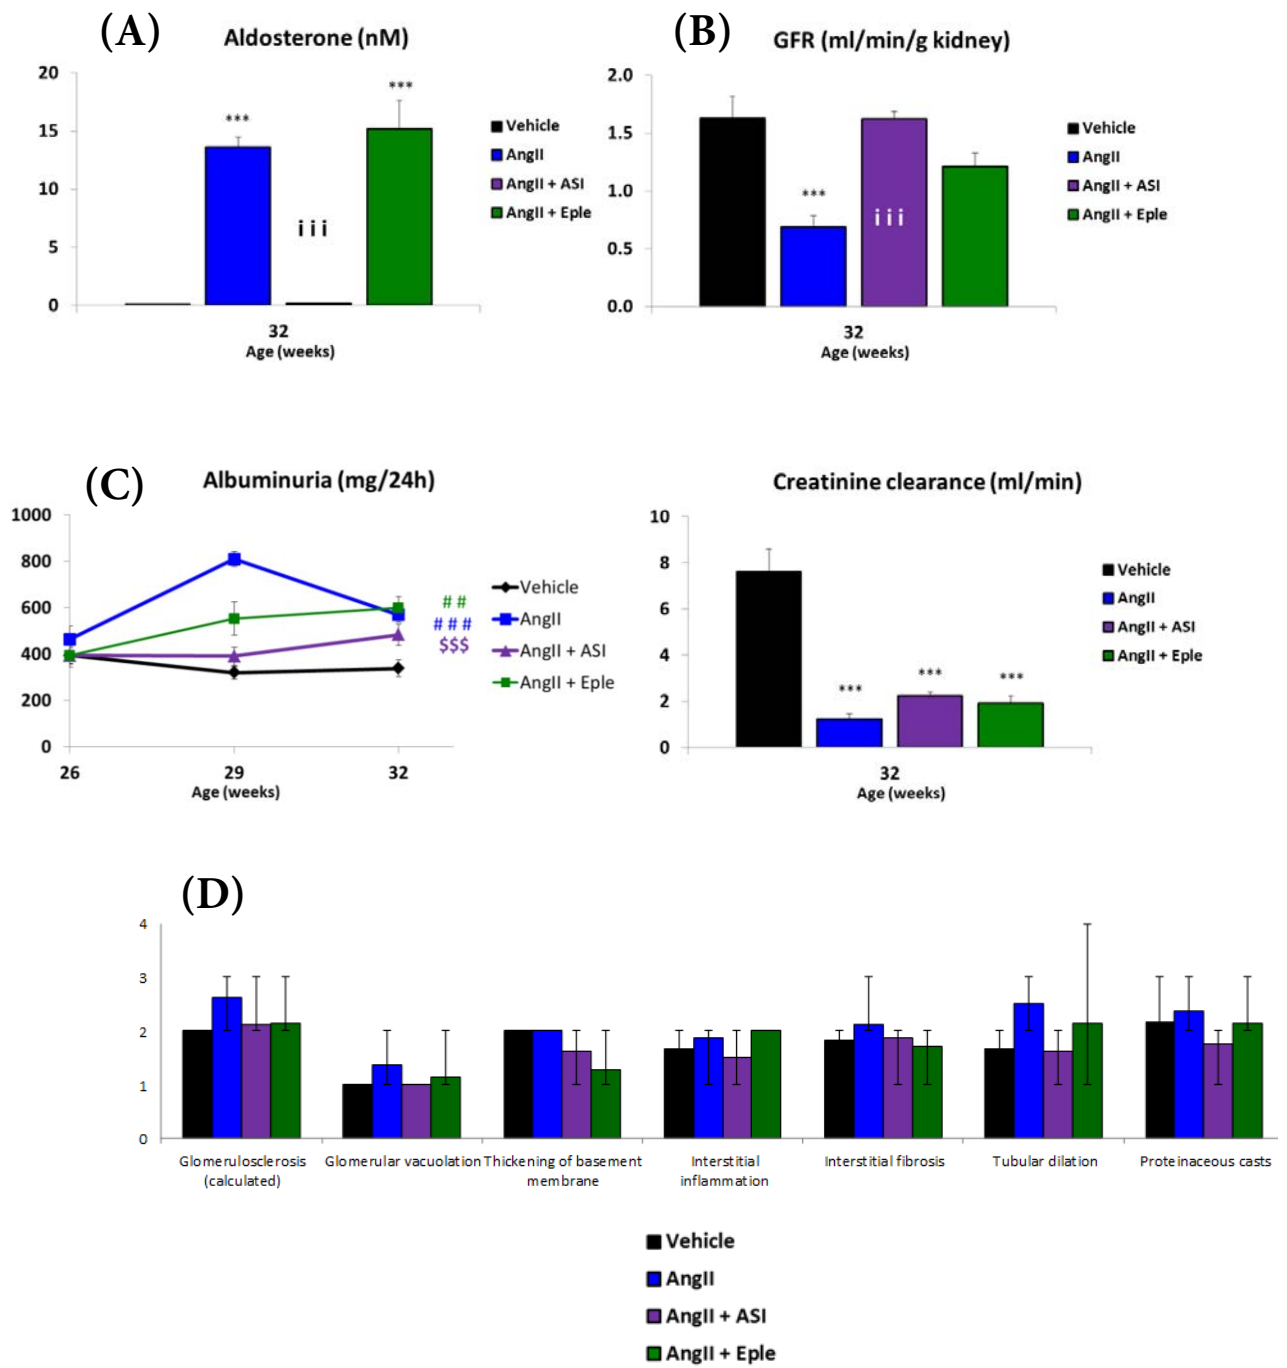 (A)
Aldosterone (nM)
20
15
10
5
0
***
***
i i i
32
Age (weeks)
Vehicle
AngII
AngII + ASI
AngII + Eple
(B)
GFR (ml/min/g kidney)
2.0
1.5
1.0
0.5
0.0
***
i i i
32
Age (weeks)
Vehicle
AngII
AngII + ASI
AngII + Eple
(C)
Albuminuria (mg/24h)
1000
800
600
400
200
0
26
29
32
Age (weeks)
# #
# # #
$$$
Vehicle
AngII
AngII + ASI
AngII + Eple
Creatinine clearance (ml/min)
10
8
6
4
2
0
***
***
***
32
Age (weeks)
Vehicle
AngII
AngII + ASI
AngII + Eple
(D)
4
3
2
1
0
Glomerulosclerosis
(calculated)
Glomerular vacuolation
Thickening of basement
membrane
Interstitial
inflammation
Interstitial fibrosis
Tubular dilation
Proteinaceous casts
Vehicle
AngII
AngII + ASI
AngII + Eple